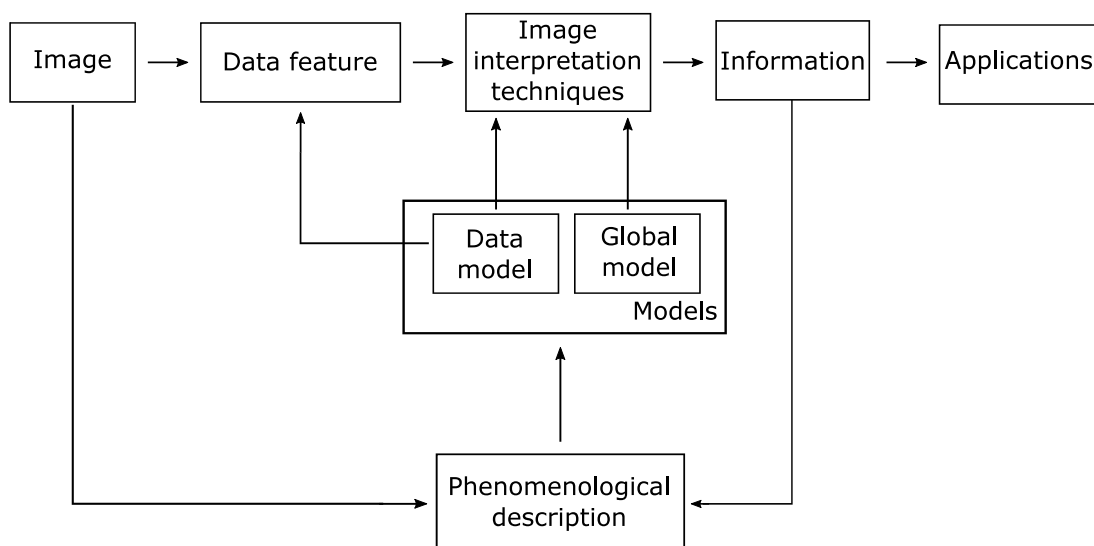 Image
Data feature
Image
interpretation
techniques
Information
Applications
Data
model
Global
model
Models
Phenomenological
description